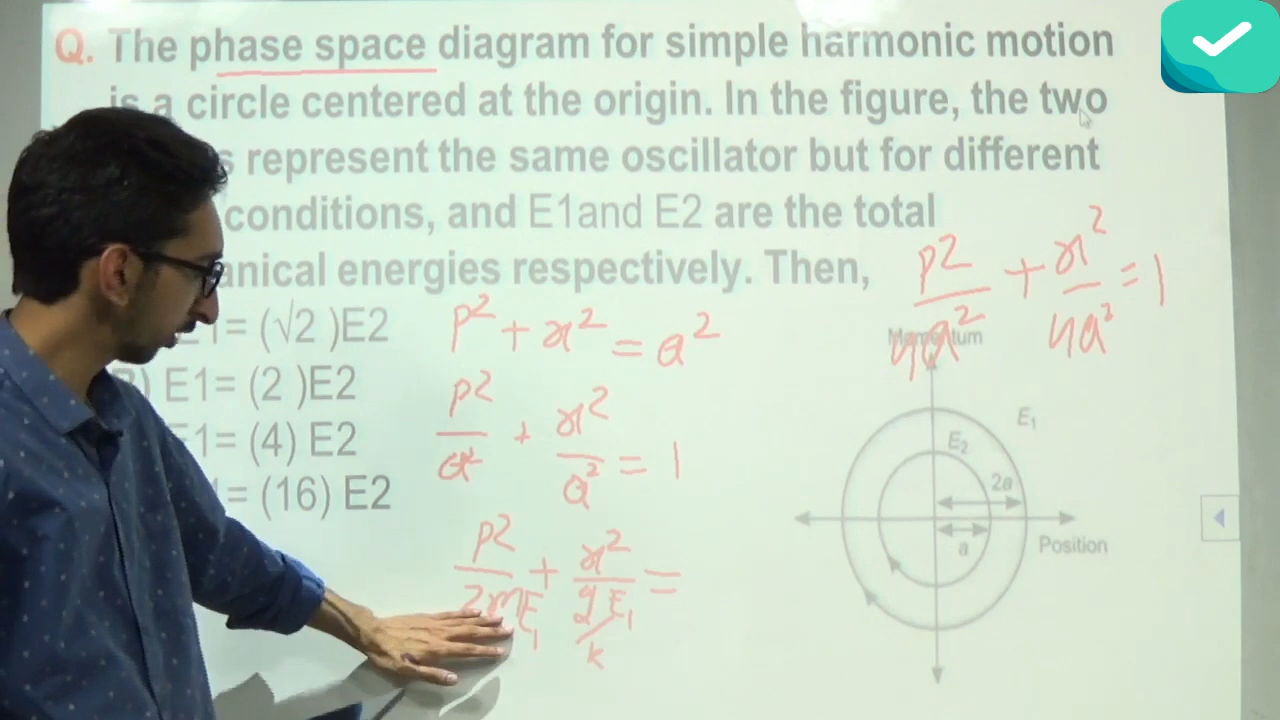 Q. The phase space diagram for simple harmonic motion
is a circle centered at the origin. In the figure, the two
represent the same oscillator but for different
conditions, and E1and E2 are the total
energies respectively. Then,
E1= (√2 )E2
) E1= (2 )E2
1= (4) E2
= (16) E2
p2/4a² + x²/4a² = 1
p² + x² = a²
p²/a² + x²/a² = 1
p2/2mE₁ + x²/2E₁/k =
Momentum
E₁
E₂
2a
a
Position